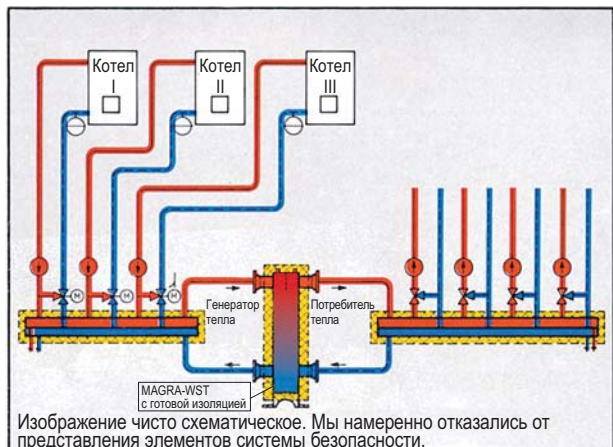 Котел
I
Котел
II
Котел
III
M
M
M
Генератор
тепла
Потребитель
тепла
MAGRA-WST
с готовой изоляцией
Изображение чисто схематическое. Мы намеренно отказались от
представления элементов системы безопасности.